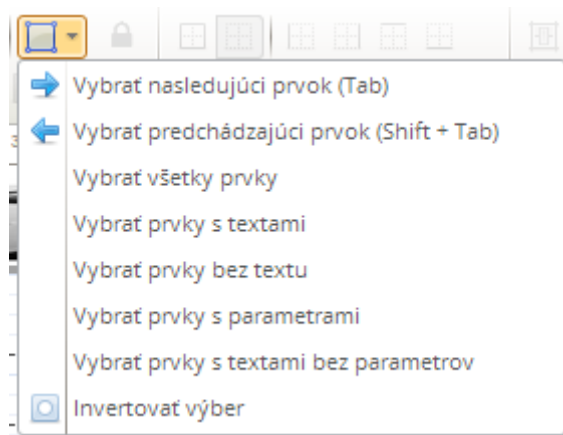 Vybrať nasledujúci prvok (Tab)
Vybrať predchádzajúci prvok (Shift + Tab)
Vybrať všetky prvky
Vybrať prvky s textami
Vybrať prvky bez textu
Vybrať prvky s parametrami
Vybrať prvky s textami bez parametrov
Invertovať výber